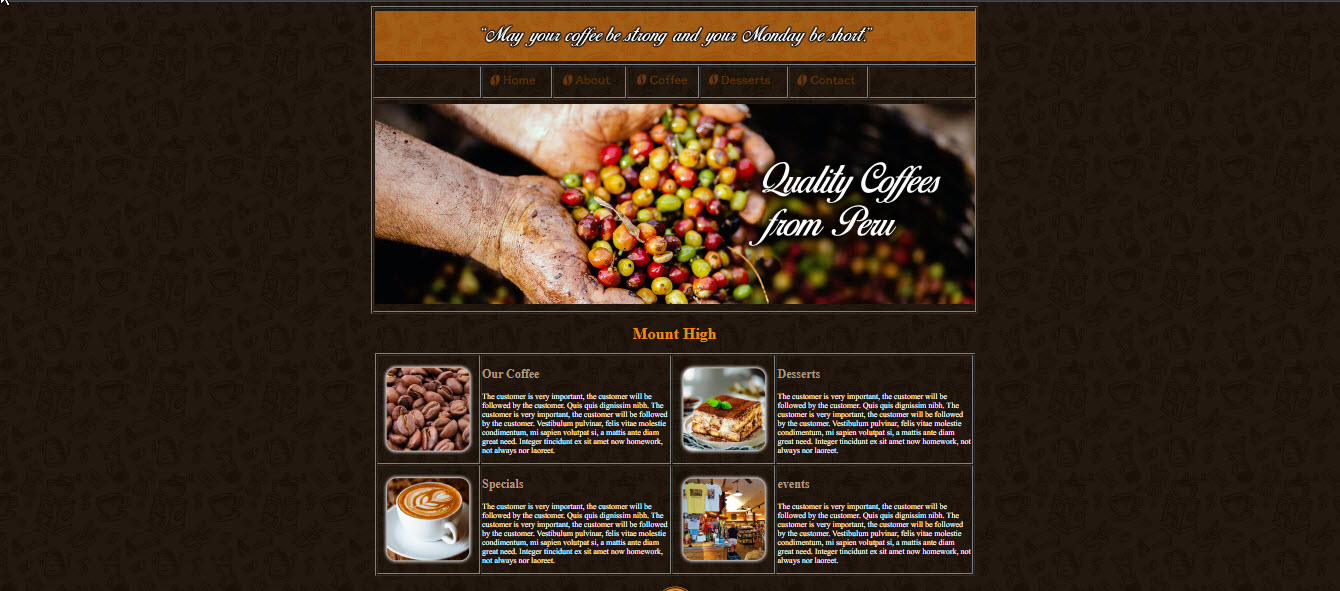 “May your coffee be strong and your Monday be short.”
Home About Coffee Desserts Contact
Quality Coffees
from Peru
Mount High
Our Coffee
The customer is very important, the customer will be
followed by the customer. Quis quis dignissim nibh. The
customer is very important, the customer will be followed
by the customer. Vestibulum pulvinar, felis vitae molestie
condimentum, mi sapien volutpat si, a mattis ante diam
great need. Integer tincidunt ex sit amet now homework,
not always nor laoreet.
Desserts
The customer is very important, the customer will be
followed by the customer. Quis quis dignissim nibh. The
customer is very important, the customer will be followed
by the customer. Vestibulum pulvinar, felis vitae molestie
condimentum, mi sapien volutpat si, a mattis ante diam
great need. Integer tincidunt ex sit amet now homework, not
always nor laoreet.
Specials
The customer is very important, the customer will be
followed by the customer. Quis quis dignissim nibh. The
customer is very important, the customer will be followed
by the customer. Vestibulum pulvinar, felis vitae molestie
condimentum, mi sapien volutpat si, a mattis ante diam
great need. Integer tincidunt ex sit amet now homework,
not always nor laoreet.
events
The customer is very important, the customer will be
followed by the customer. Quis quis dignissim nibh. The
customer is very important, the customer will be followed
by the customer. Vestibulum pulvinar, felis vitae molestie
condimentum, mi sapien volutpat si, a mattis ante diam
great need. Integer tincidunt ex sit amet now homework, not
always nor laoreet.